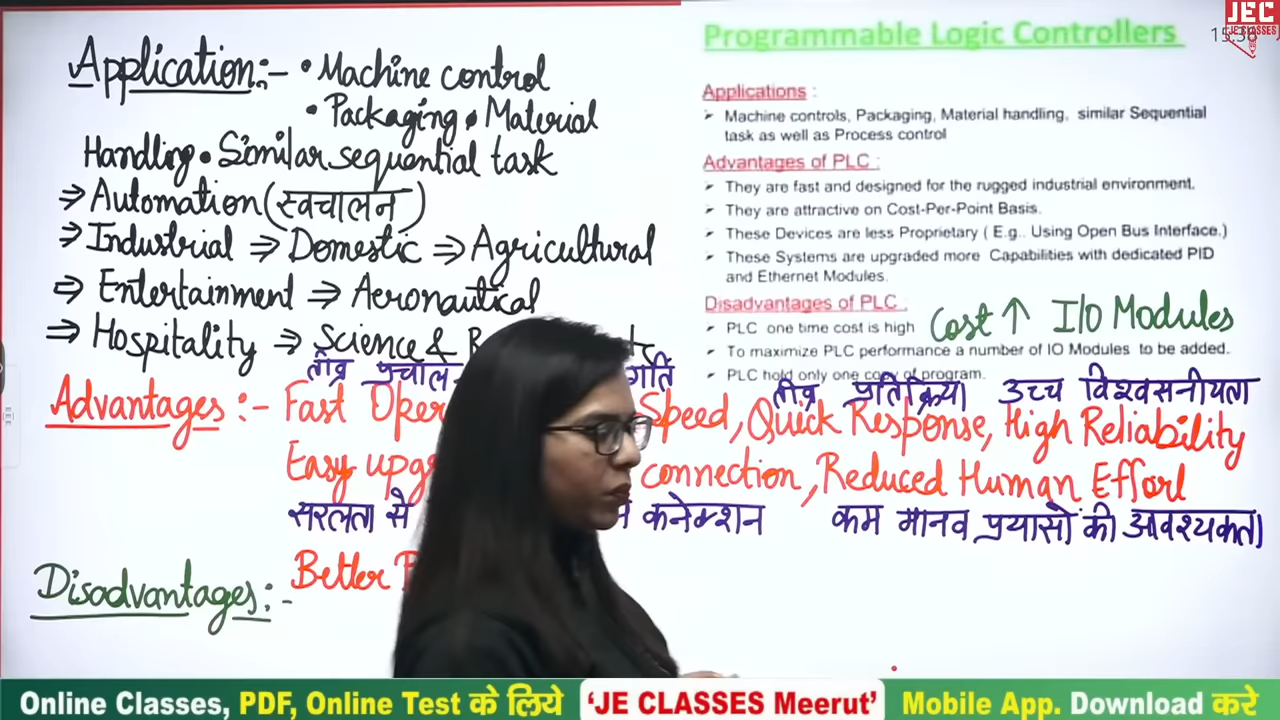 Application:- • Machine control
• Packaging • Material
Handling • Similar sequential task
⇒ Automation (स्वचालन)
⇒ Industrial ⇒ Domestic ⇒ Agricultural
⇒ Entertainment ⇒ Aeronautical
⇒ Hospitality ⇒ Science &
तीव्र गति
Advantages:- Fast Speed, Quick Response, High Reliability
तीव्र प्रतिक्रिया उच्च विश्वसनीयता
Easy connection, Reduced Human Effort
सरलता से कनेक्शन कम मानव प्रयासों की आवश्यकता
Better
Disadvantages:-
JEC
JE CLASSES
Programmable Logic Controllers
Applications :
➢ Machine controls, Packaging, Material handling, similar Sequential
task as well as Process control
Advantages of PLC :
➢ They are fast and designed for the rugged industrial environment.
➢ They are attractive on Cost-Per-Point Basis.
➢ These Devices are less Proprietary ( E.g.. Using Open Bus Interface.)
➢ These Systems are upgraded more Capabilities with dedicated PID
and Ethernet Modules.
Disadvantages of PLC :
➢ PLC one time cost is high
Cost ↑ I/O Modules
➢ To maximize PLC performance a number of IO Modules to be added.
➢ PLC hold only one copy of program.
Online Classes, PDF, Online Test के लिये 'JE CLASSES Meerut' Mobile App. Download करे